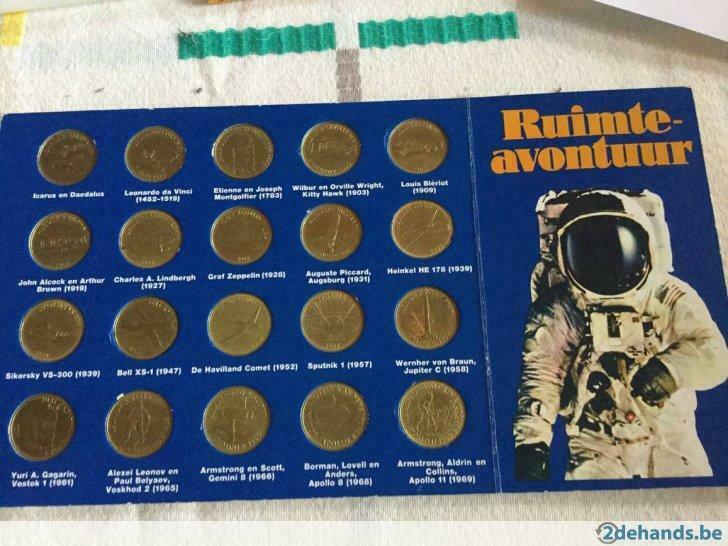 Ruimte-
avontuur
Icarus en Daedalus
Leonardo da Vinci
(1452-1519)
Etienne en Joseph
Montgolfier (1783)
Wilbur en Orville Wright,
Kitty Hawk (1903)
Louis Blériot
(1909)
John Alcock en Arthur
Brown (1919)
Charles A. Lindbergh
(1927)
Graf Zeppelin (1928)
Auguste Piccard,
Augsburg (1931)
Heinkel HE 178 (1939)
Sikorsky VS-300 (1939)
Bell XS-1 (1947)
De Havilland Comet (1952)
Sputnik 1 (1957)
Wernher von Braun,
Jupiter C (1958)
Yuri A. Gagarin,
Vostok 1 (1961)
Alexei Leonov en
Paul Belyaev,
Voskhod 2 (1965)
Armstrong en Scott,
Gemini 8 (1966)
Borman, Lovell en
Anders,
Apollo 8 (1968)
Armstrong, Aldrin en
Collins,
Apollo 11 (1969)
2dehands.be